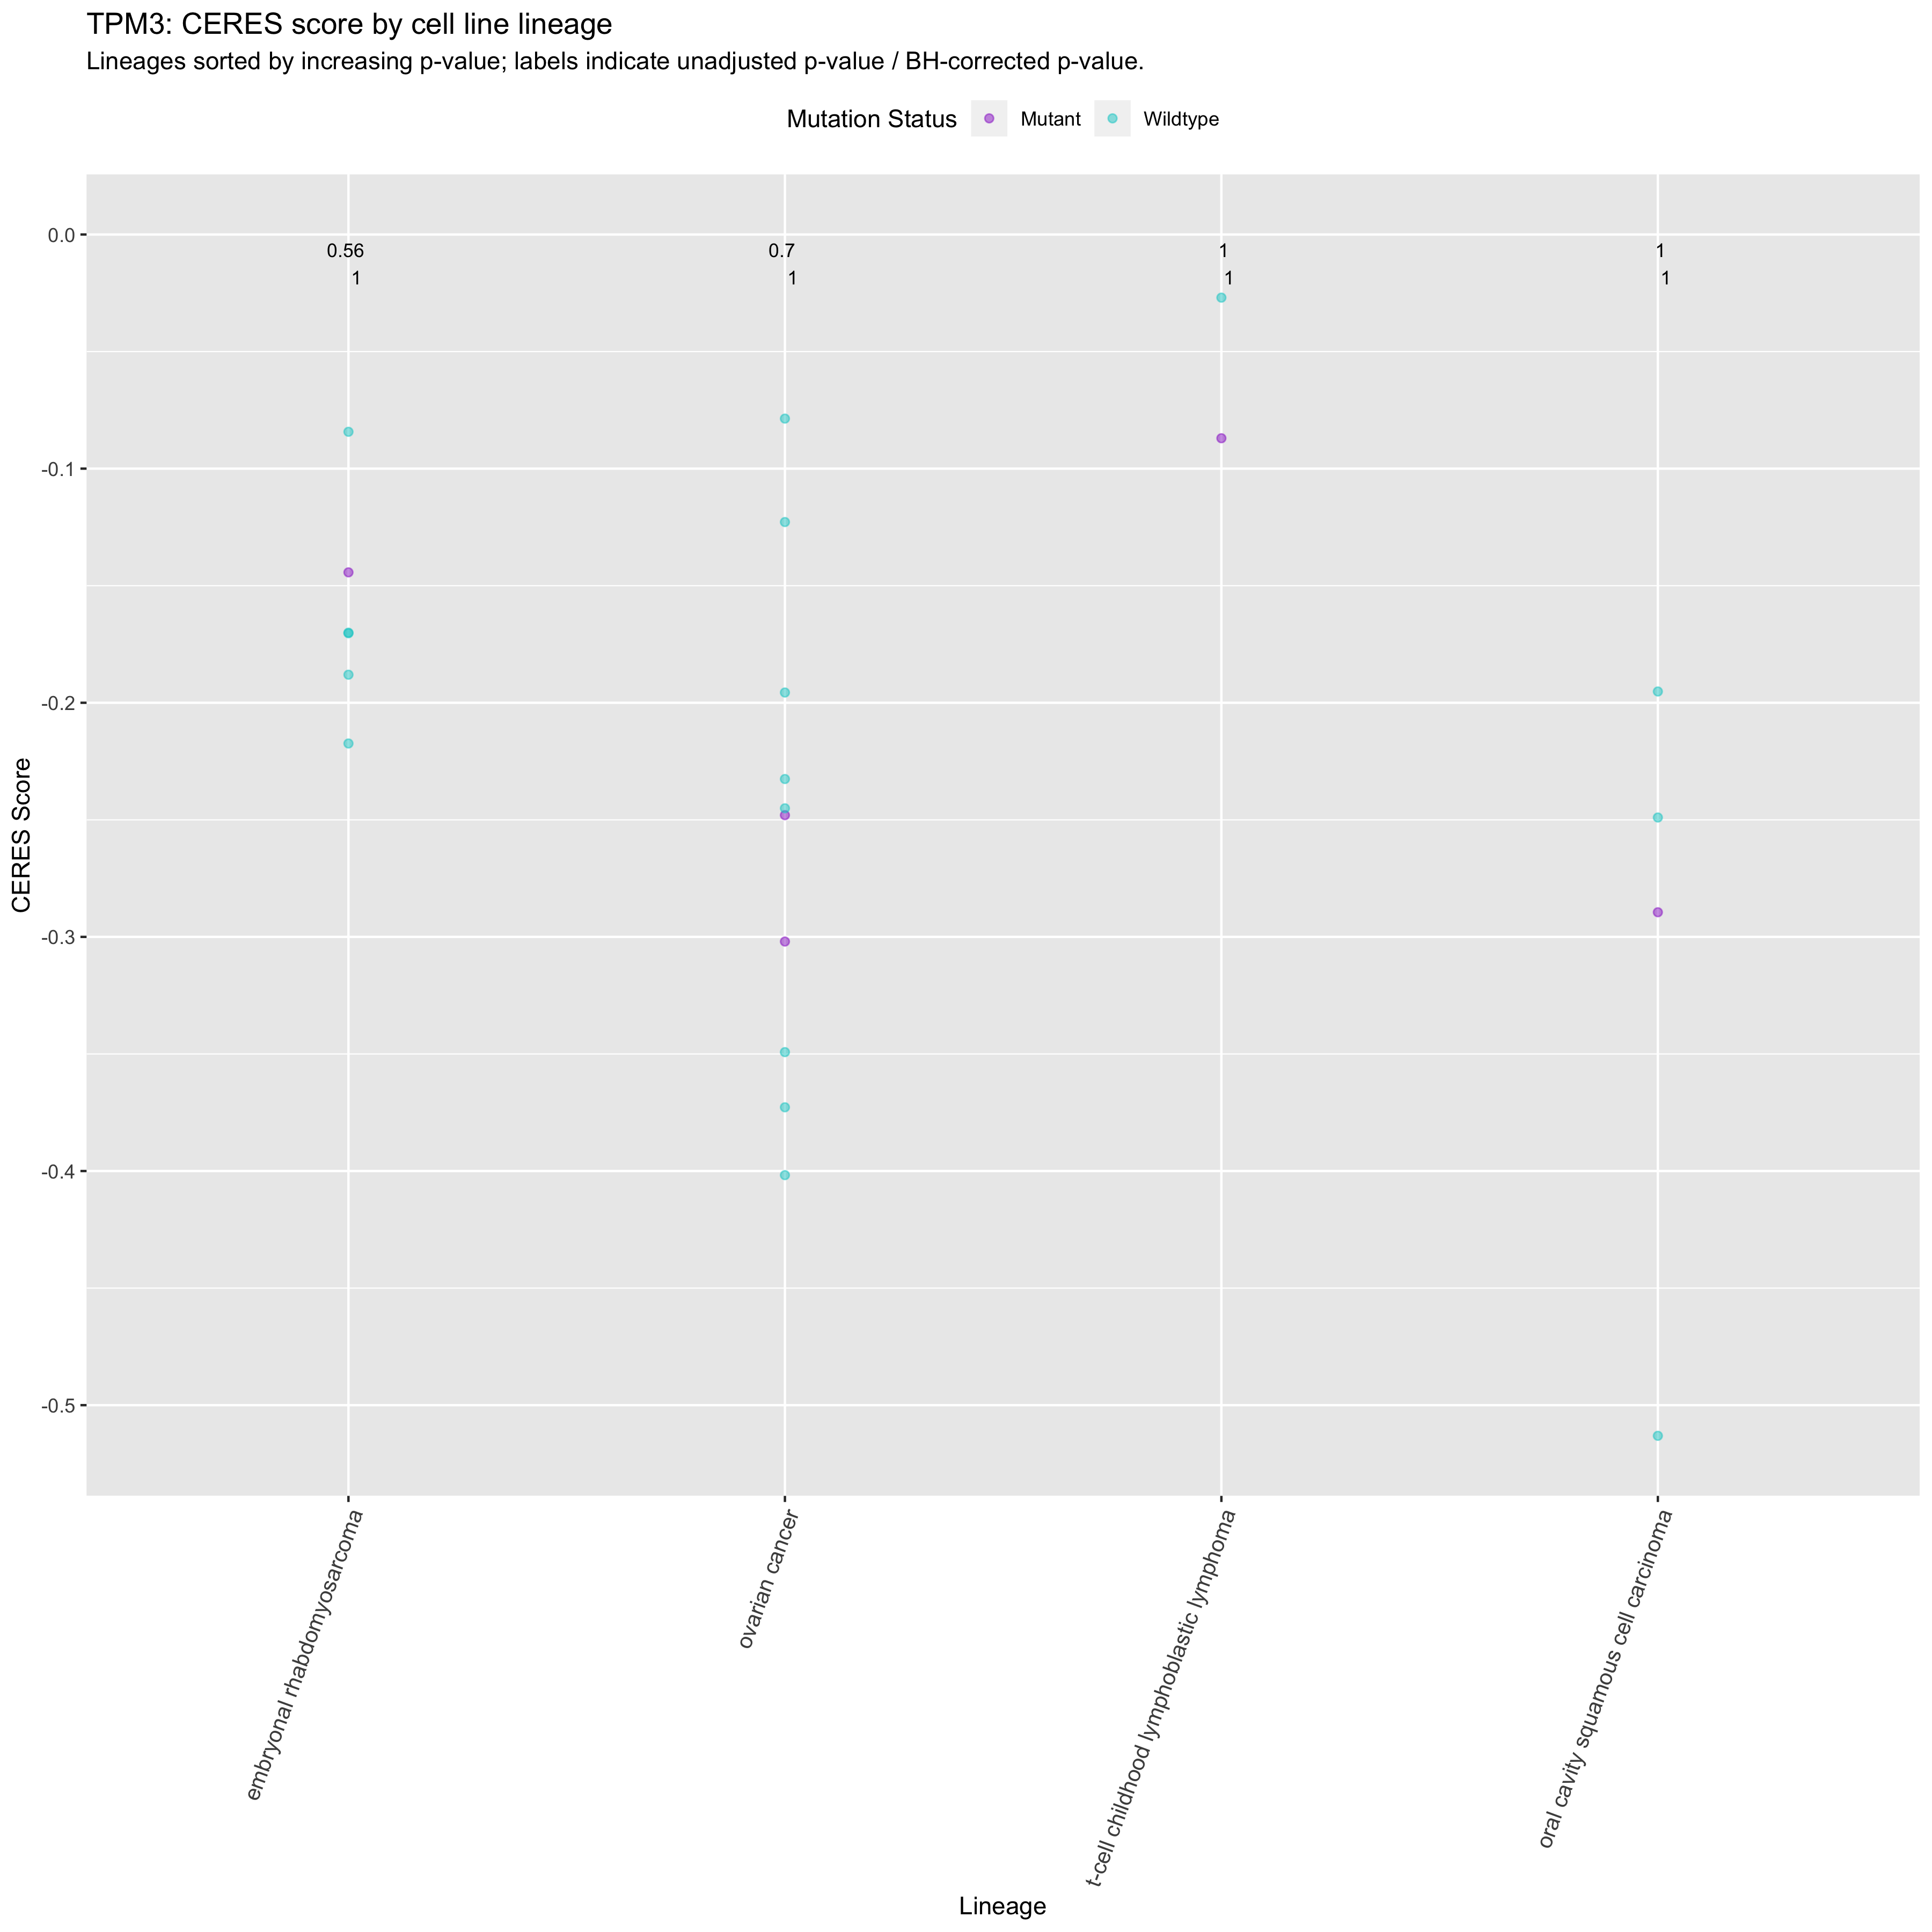 TPM3: CERES score by cell line lineage
Lineages sorted by increasing p-value; labels indicate unadjusted p-value / BH-corrected p-value.
Mutation Status Mutant Wildtype
0.0
-0.1
-0.2
-0.3
-0.4
-0.5
CERES Score
0.56 0.7 1 1
1 1 1 1
embryonal rhabdomyosarcoma
ovarian cancer
t-cell childhood lymphoblastic lymphoma
oral cavity squamous cell carcinoma
Lineage